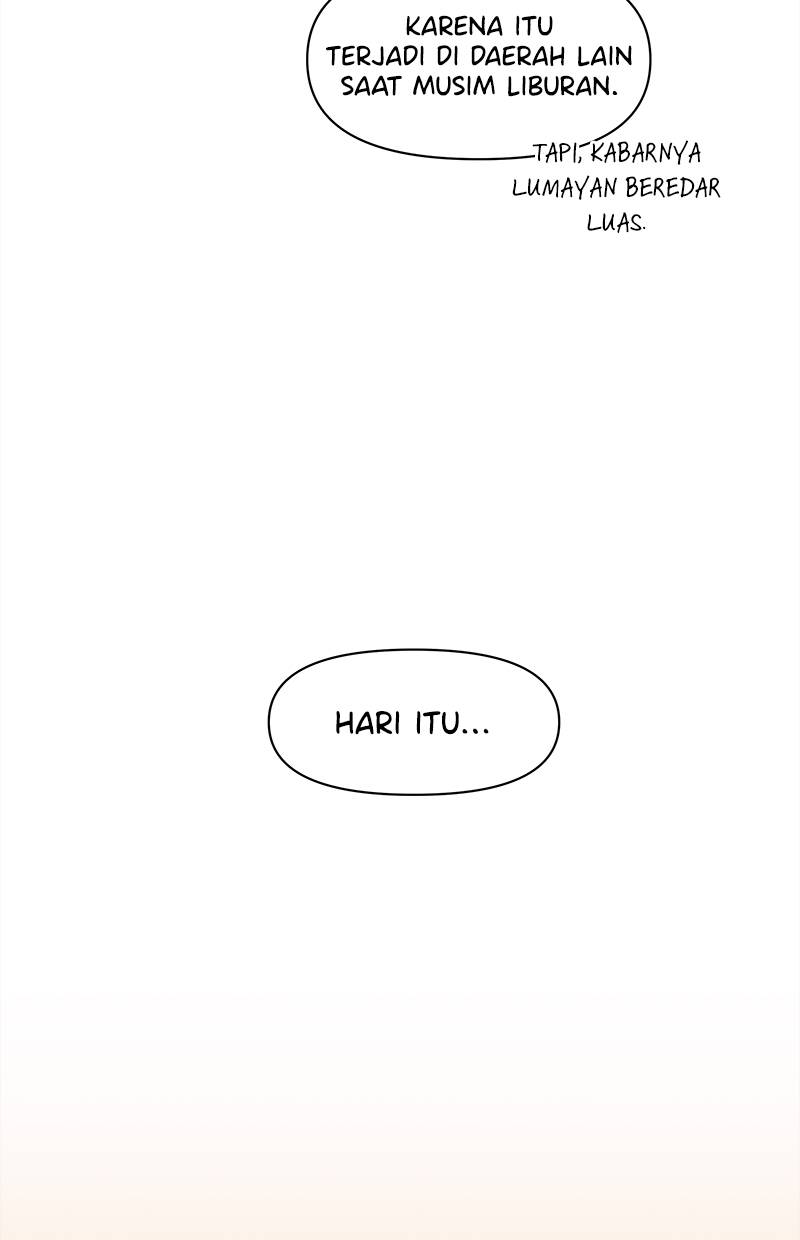 KARENA ITU
TERJADI DI DAERAH LAIN
SAAT MUSIM LIBURAN.
TAPI, KABARNYA
LUMAYAN BEREDAR
LUAS.
HARI ITU...